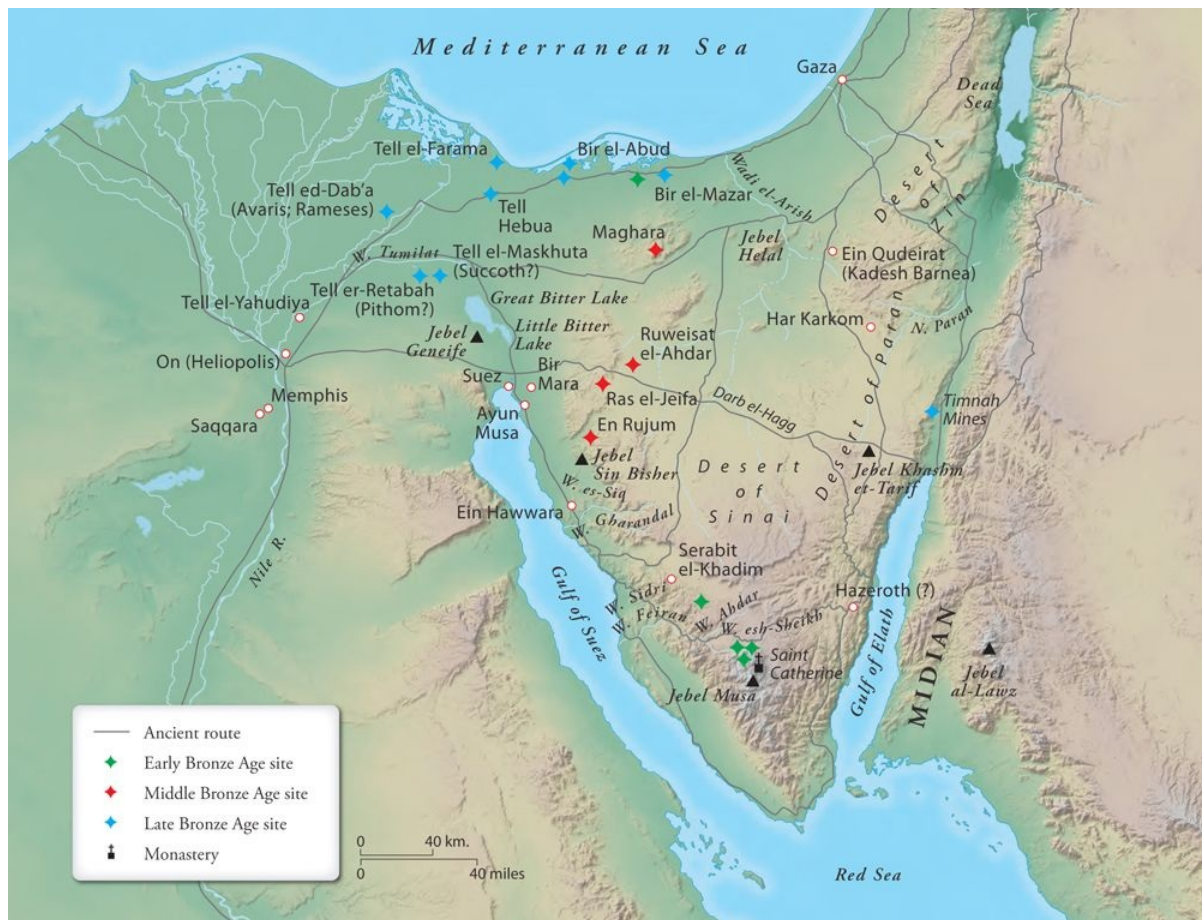 Mediterranean Sea
Gaza
Dead
Sea
Tell el-Farama
Bir el-Abud
Tell ed-Dab'a
(Avaris; Rameses)
Tell
Hebua
Bir el-Mazar
Wadi el-Arish
Desert
of
Zin
Maghara
Jebel
Helal
Ein Qudeirat
(Kadesh Barnea)
W. Tumilat
Tell el-Maskhuta
(Succoth?)
Tell er-Retabah
(Pithom?)
Tell el-Yahudiya
Great Bitter Lake
Jebel
Geneife
Little Bitter
Lake
Ruweisat
el-Ahdar
Har Karkom
N. Paran
On (Heliopolis)
Suez
Bir
Mara
Ras el-Jeifa
Darb el-Hagg
Desert of Paran
Timnah
Mines
Memphis
Saqqara
Ayun
Musa
En Rujum
Jebel
Sin Bisher
Desert
of
Sinai
Jebel Khashm
et-Tarif
W. es-Siq
Ein Hawwara
W. Gharandal
Nile R.
Gulf of Suez
Serabit
el-Khadim
W. Sidri
W. Feiran
W. Ahdar
W. esh-Sheikh
Hazeroth (?)
Saint
Catherine
Jebel Musa
Gulf of Elath
MIDIAN
Jebel
al-Lawz
Ancient route
Early Bronze Age site
Middle Bronze Age site
Late Bronze Age site
Monastery
0 40 km.
0 40 miles
Red Sea